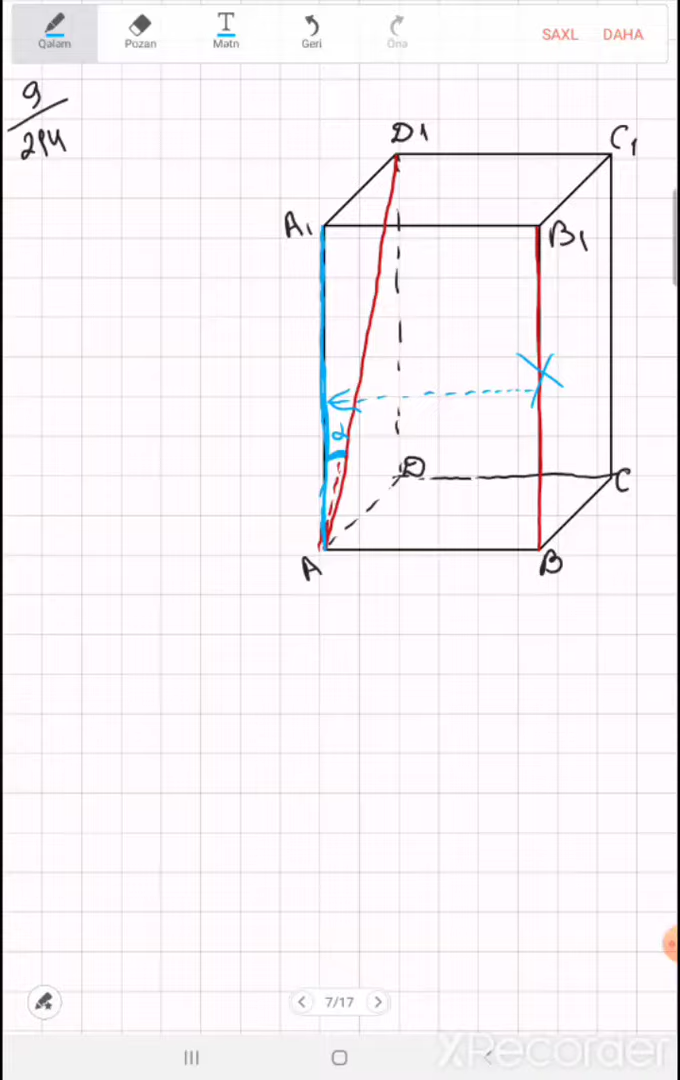 Qələm Pozan Mətn Geri Önə SAXL DAHA
9
214
D1 C1
A1 B1
α
D C
A B
7/17
XRecorder